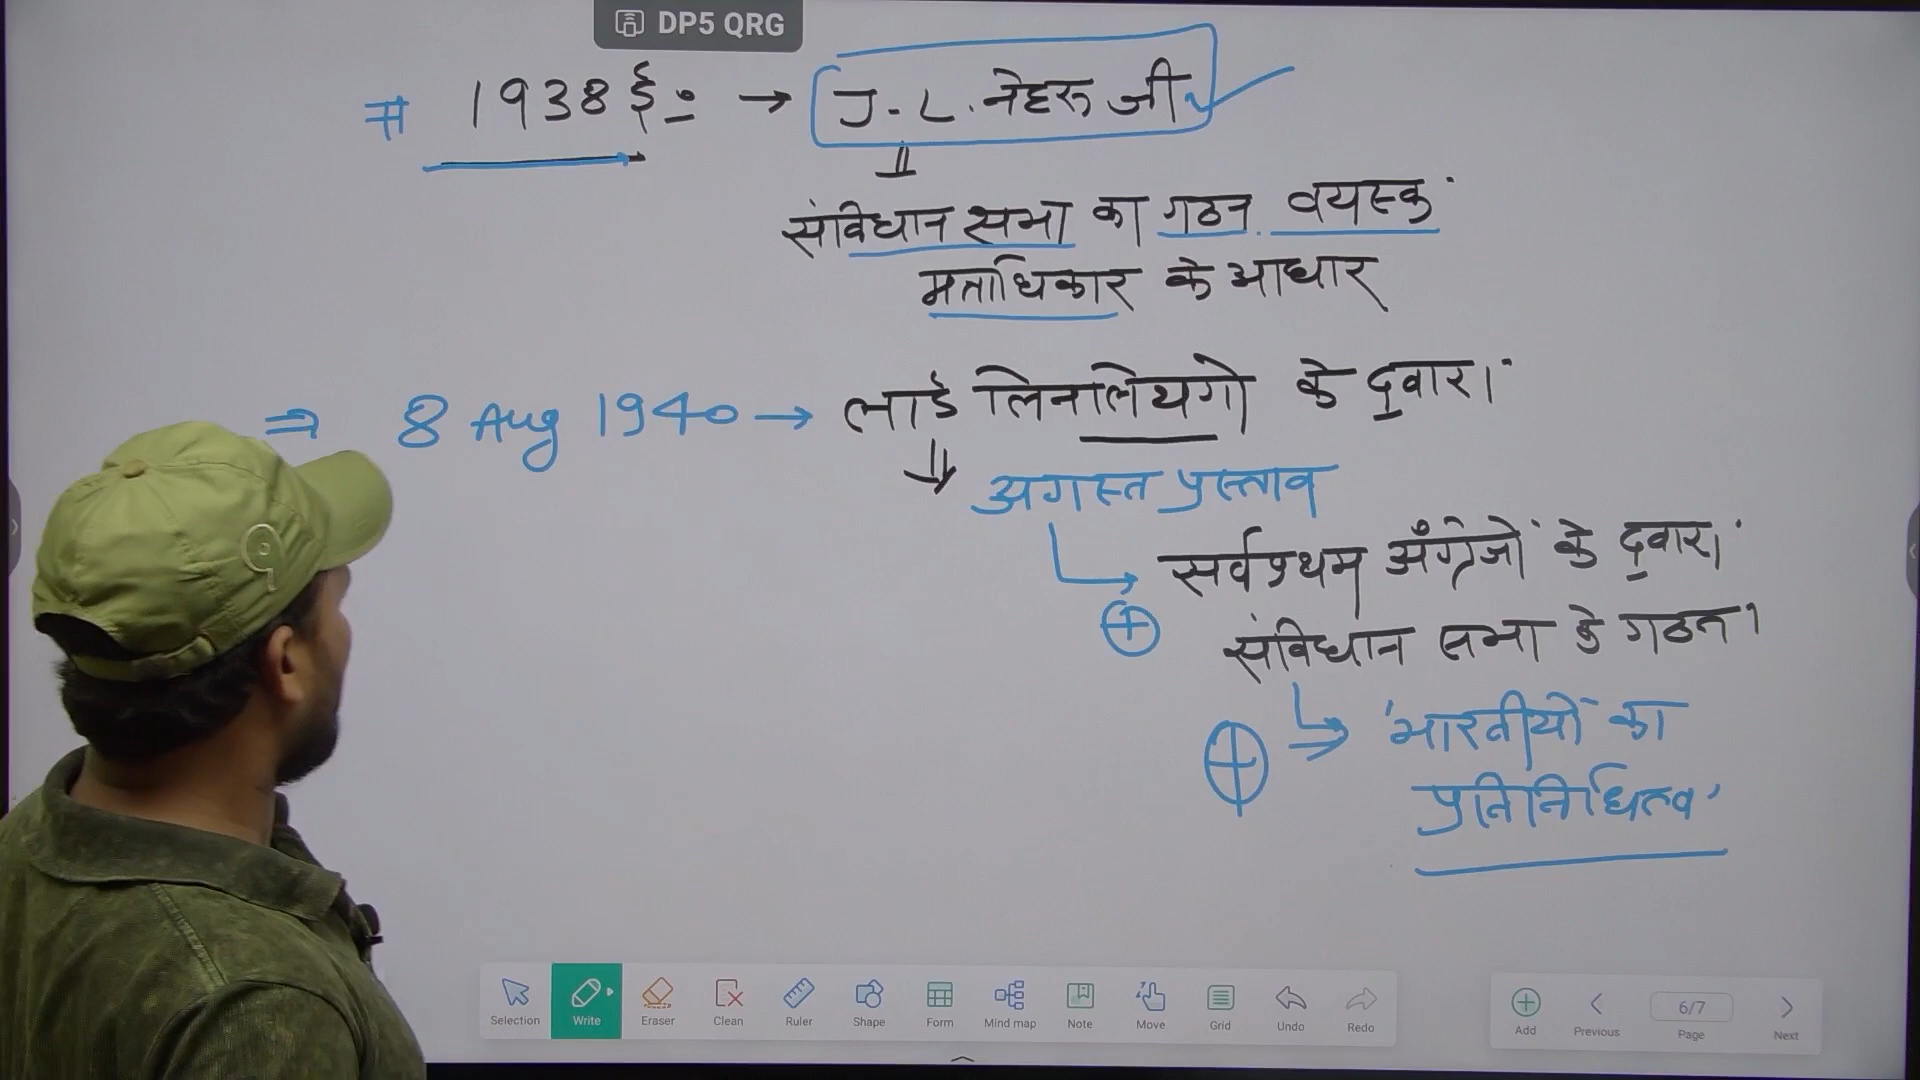 DP5 QRG
# 1938 ई० → J.L. नेहरू जी
संविधान सभा का गठन वयस्क
मताधिकार के आधार
⇒ 8 Aug 1940 → लार्ड लिनलियगो के द्वारा
अगस्त प्रस्ताव
सर्वप्रथम अँग्रेजों के द्वारा
संविधान सभा के गठन।
'भारतीयों का
प्रतिनिधित्व'
Selection Write Eraser Clean Ruler Shape Form Mind map Note Move Grid Undo Redo
Add Previous 6/7 Page Next